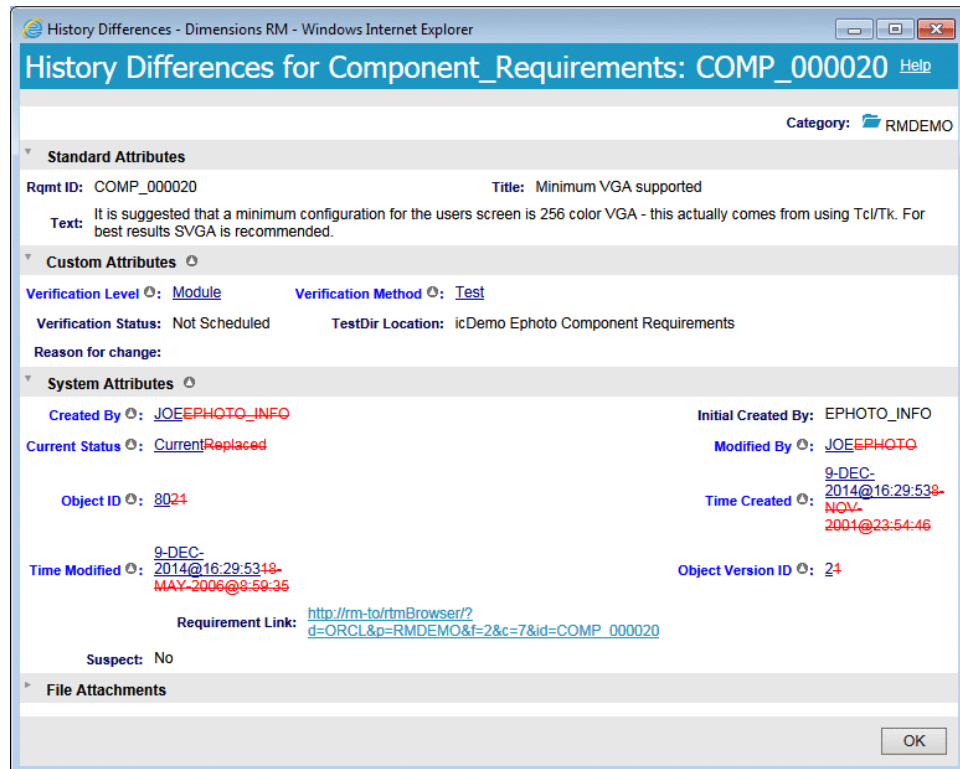 History Differences - Dimensions RM - Windows Internet Explorer
History Differences for Component_Requirements: COMP_000020 Help
Category: RMDEMO
Standard Attributes
Rqmt ID: COMP_000020 Title: Minimum VGA supported
Text: It is suggested that a minimum configuration for the users screen is 256 color VGA - this actually comes from using Tcl/Tk. For
best results SVGA is recommended.
Custom Attributes
Verification Level : Module Verification Method : Test
Verification Status: Not Scheduled TestDir Location: icDemo Ephoto Component Requirements
Reason for change:
System Attributes
Created By : JOEEPHOTO_INFO Initial Created By: EPHOTO_INFO
Current Status : CurrentReplaced Modified By : JOEEPHOTO
Object ID : 8021 Time Created : 9-DEC-
2014@16:29:538-
NOV-
2001@23:54:46
Time Modified : 9-DEC-
2014@16:29:5318-
MAY-2006@8:59:35
Object Version ID : 21
Requirement Link: http://rm-to/rtmBrowser/?
d=ORCL&p=RMDEMO&f=2&c=7&id=COMP_000020
Suspect: No
File Attachments
OK